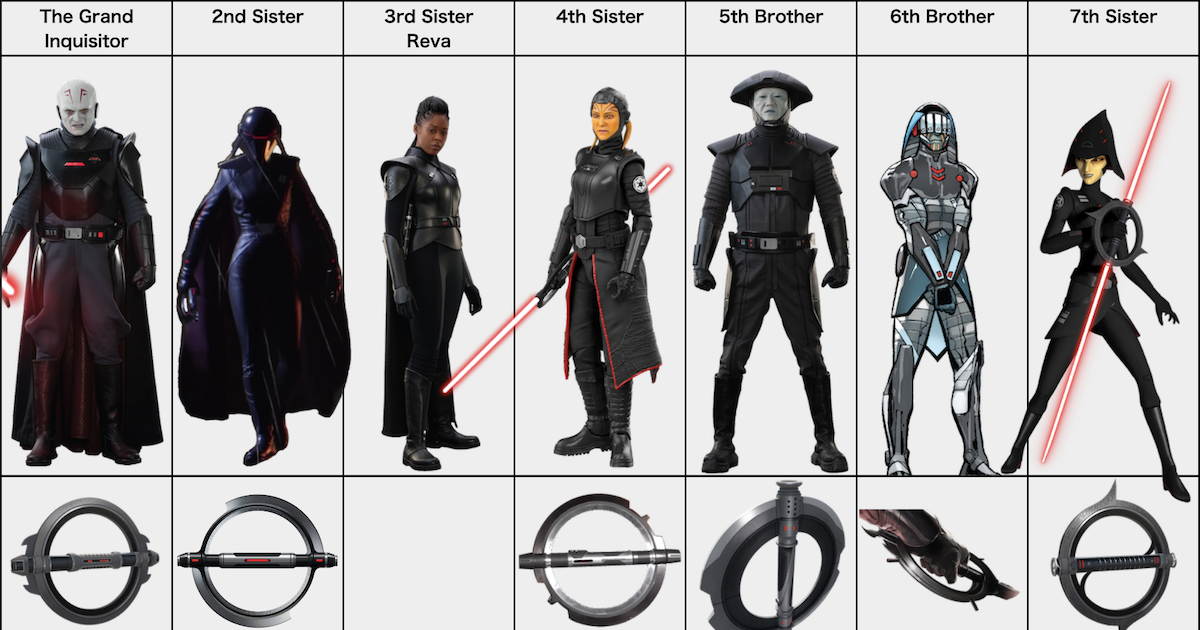 The Grand
Inquisitor
2nd Sister
3rd Sister
Reva
4th Sister
5th Brother
6th Brother
7th Sister